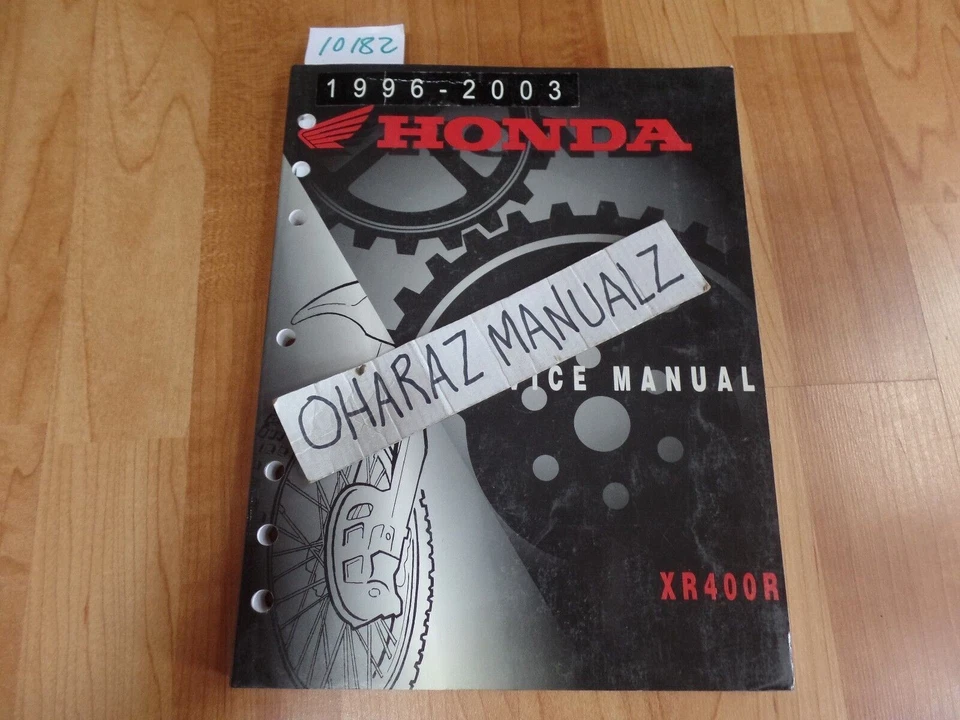 10182
1996-2003
HONDA
OHARAZ MANUALZ
VICE MANUAL
XR400R